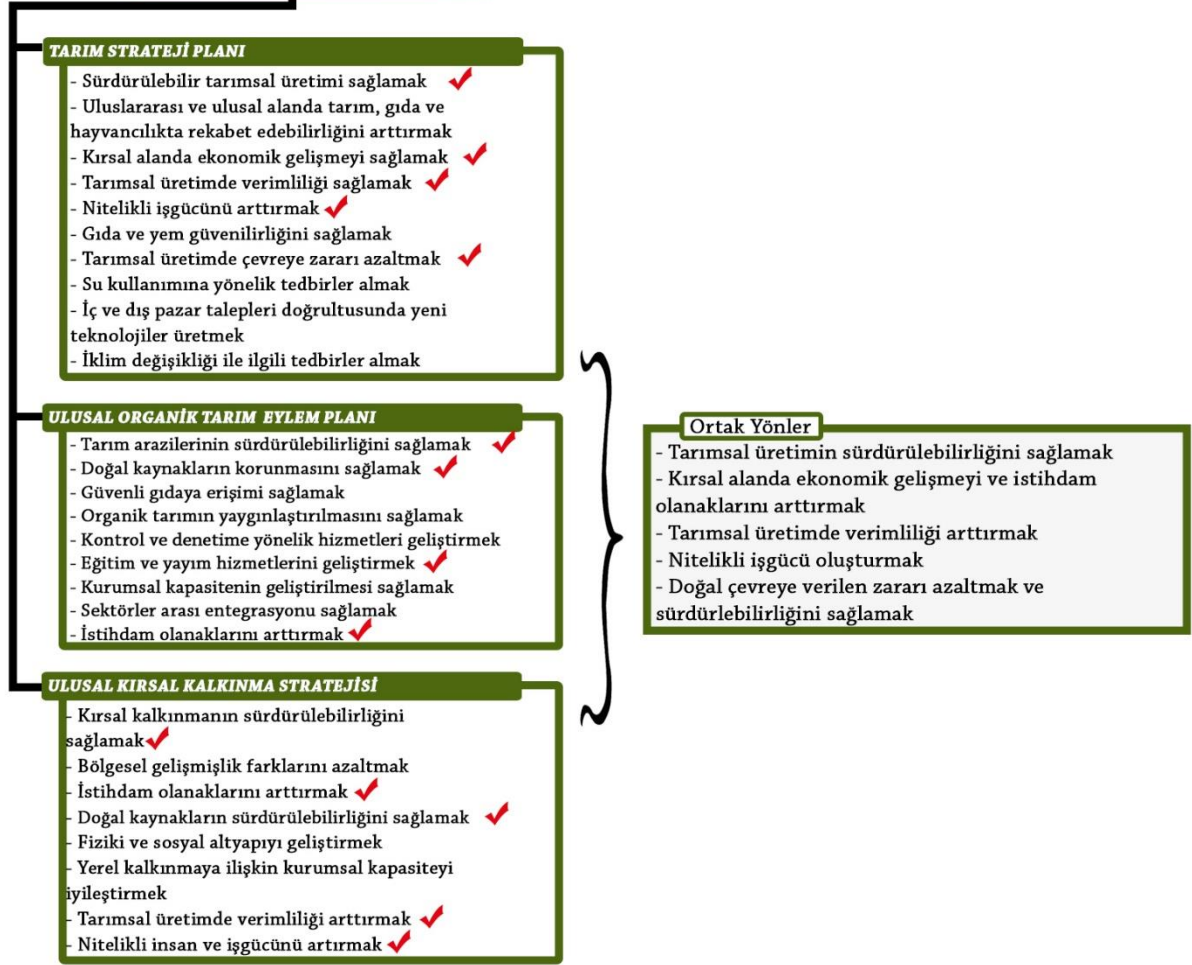 TARIM STRATEJİ PLANI
- Sürdürülebilir tarımsal üretimi sağlamak
- Uluslararası ve ulusal alanda tarım, gıda ve
hayvancılıkta rekabet edebilirliğini arttırmak
- Kırsal alanda ekonomik gelişmeyi sağlamak
- Tarımsal üretimde verimliliği sağlamak
- Nitelikli işgücünü arttırmak
- Gıda ve yem güvenilirliğini sağlamak
- Tarımsal üretimde çevreye zararı azaltmak
- Su kullanımına yönelik tedbirler almak
- İç ve dış pazar talepleri doğrultusunda yeni
teknolojiler üretmek
- İklim değişikliği ile ilgili tedbirler almak
ULUSAL ORGANİK TARIM EYLEM PLANI
- Tarım arazilerinin sürdürülebilirliğini sağlamak
- Doğal kaynakların korunmasını sağlamak
- Güvenli gıdaya erişimi sağlamak
- Organik tarımın yaygınlaştırılmasını sağlamak
- Kontrol ve denetime yönelik hizmetleri geliştirmek
- Eğitim ve yayım hizmetlerini geliştirmek
- Kurumsal kapasitenin geliştirilmesi sağlamak
- Sektörler arası entegrasyonu sağlamak
- İstihdam olanaklarını arttırmak
ULUSAL KIRSAL KALKINMA STRATEJİSİ
- Kırsal kalkınmanın sürdürülebilirliğini
sağlamak
- Bölgesel gelişmişlik farklarını azaltmak
- İstihdam olanaklarını arttırmak
- Doğal kaynakların sürdürülebilirliğini sağlamak
- Fiziki ve sosyal altyapıyı geliştirmek
- Yerel kalkınmaya ilişkin kurumsal kapasiteyi
iyileştirmek
- Tarımsal üretimde verimliliği arttırmak
- Nitelikli insan ve işgücünü artırmak
Ortak Yönler
- Tarımsal üretimin sürdürülebilirliğini sağlamak
- Kırsal alanda ekonomik gelişmeyi ve istihdam
olanaklarını arttırmak
- Tarımsal üretimde verimliliği arttırmak
- Nitelikli işgücü oluşturmak
- Doğal çevreye verilen zararı azaltmak ve
sürdürlebilirliğini sağlamak